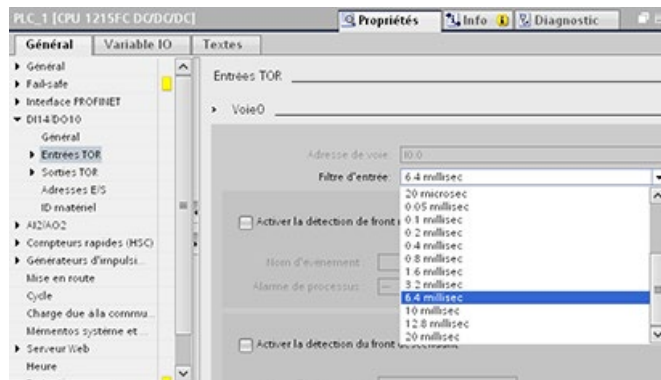 PLC_1 [CPU 1215FC DC/DC/DC]
Propriétés
Info
Diagnostic
Général
Variable IO
Textes
Général
Fail-safe
Interface PROFINET
DI14/DO10
Général
Entrées TOR
Sorties TOR
Adresses E/S
ID matériel
AI2/AO2
Compteurs rapides (HSC)
Générateurs d'impulsi...
Mise en route
Cycle
Charge due à la commu...
Mémentos système et ...
Serveur Web
Heure
Entrées TOR
Voie0
Adresse de voie: I0.0
Filtre d'entrée: 6.4 millisec
20 microsec
0.05 millisec
0.1 millisec
0.2 millisec
0.4 millisec
0.8 millisec
1.6 millisec
3.2 millisec
6.4 millisec
10 millisec
12.8 millisec
20 millisec
Activer la détection de front
Nom d'événement:
Alarme de processus: ---
Activer la détection du front descendant